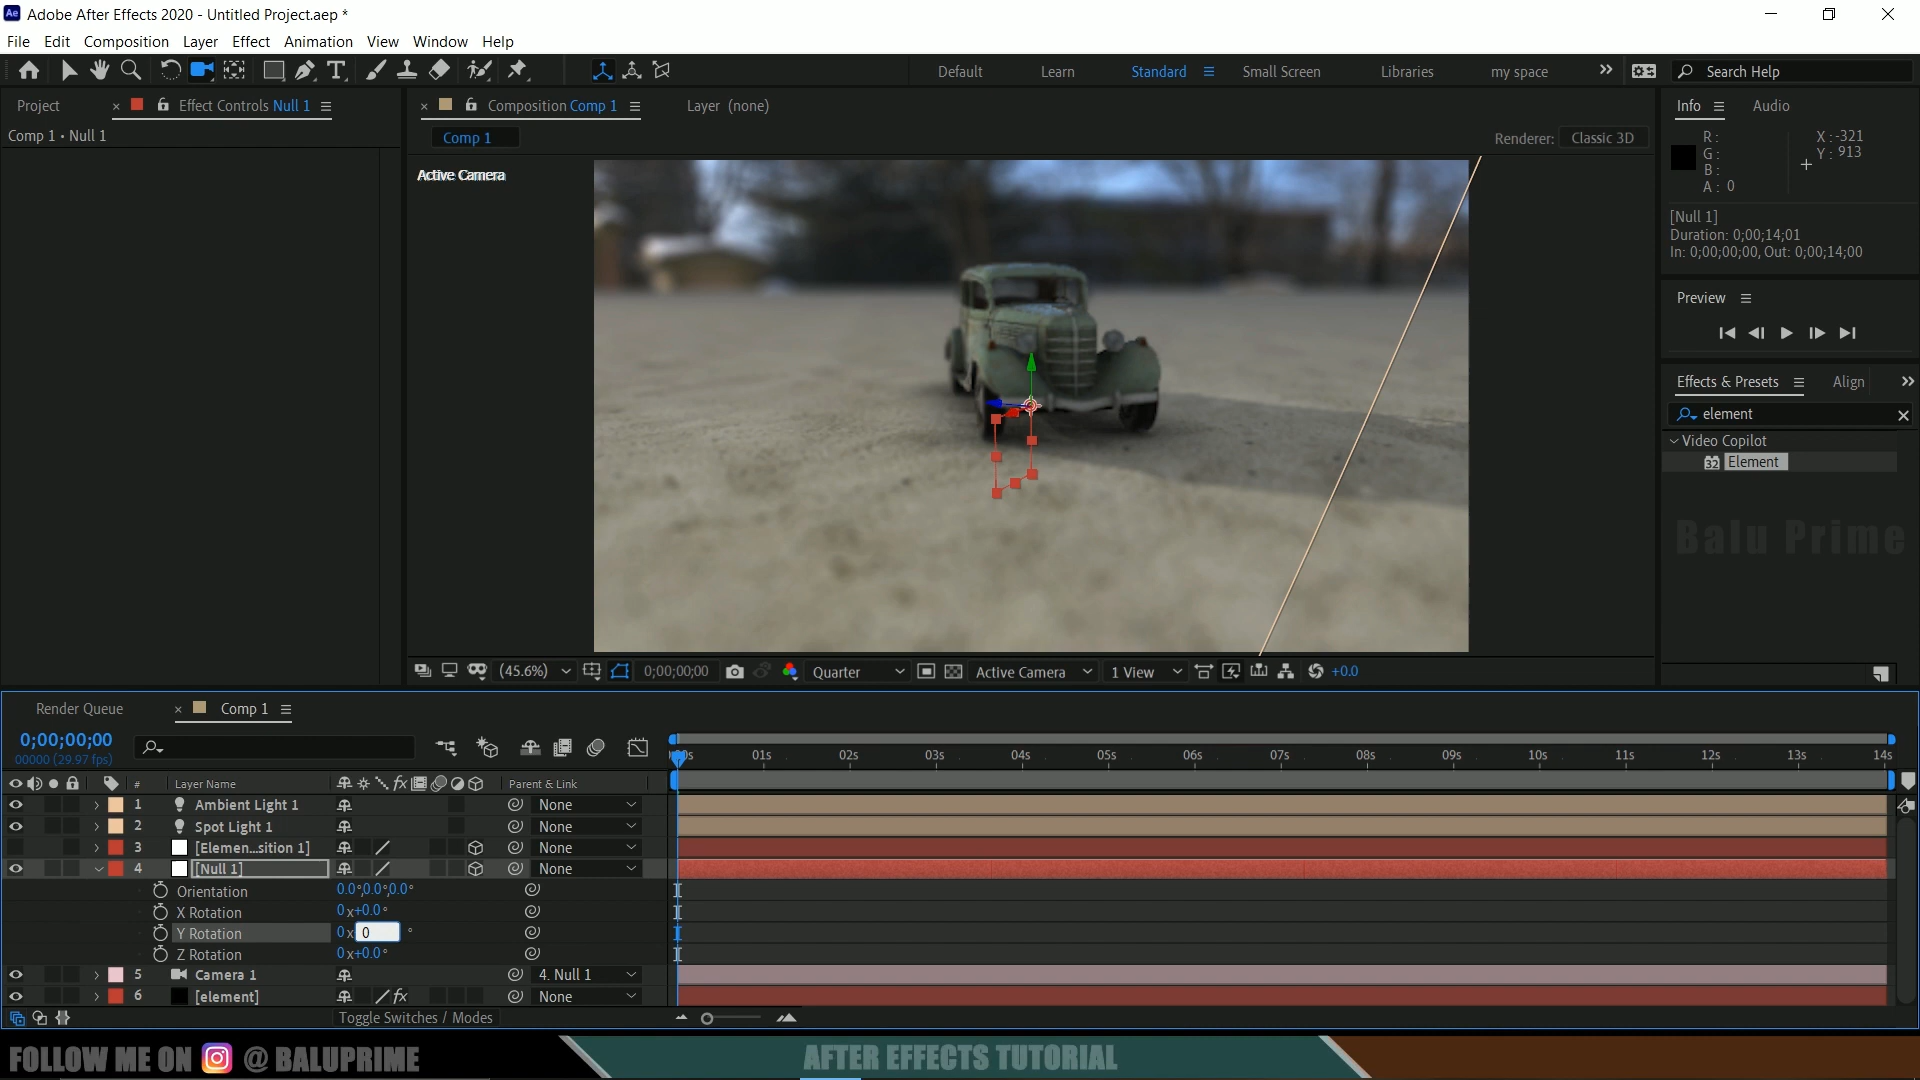 Ae Adobe After Effects 2020 - Untitled Project.aep *
File Edit Composition Layer Effect Animation View Window Help
Default Learn Standard Small Screen Libraries my space Search Help
Project Effect Controls Null 1
Comp 1 • Null 1
Composition Comp 1 Layer (none)
Comp 1
Renderer: Classic 3D
Active Camera
Info Audio
R :
G :
B :
A : 0
X : -321
Y : 913
[Null 1]
Duration: 0;00;14;01
In: 0;00;00;00, Out: 0;00;14;00
Preview
Effects & Presets Align
element
Video Copilot
32 Element
Balu Prime
(45.6%) 0;00;00;00 Quarter Active Camera 1 View +0.0
Render Queue Comp 1
0;00;00;00
00000 (29.97 fps)
00s 01s 02s 03s 04s 05s 06s 07s 08s 09s 10s 11s 12s 13s 14s
# Layer Name fx Parent & Link
1 Ambient Light 1 None
2 Spot Light 1 None
3 [Elemen...sition 1] None
4 [Null 1] None
Orientation 0.0°,0.0°,0.0°
X Rotation 0x+0.0°
Y Rotation 0x 0 °
Z Rotation 0x+0.0°
5 Camera 1 4. Null 1
6 [element] fx None
Toggle Switches / Modes
FOLLOW ME ON @ BALUPRIME
AFTER EFFECTS TUTORIAL